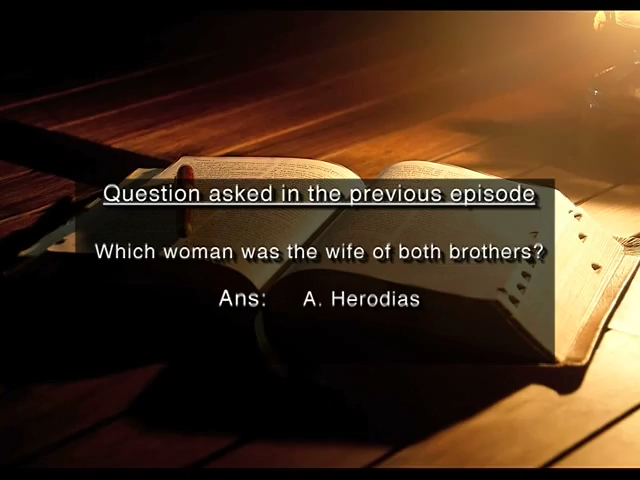 Question asked in the previous episode
Which woman was the wife of both brothers?
Ans: A. Herodias